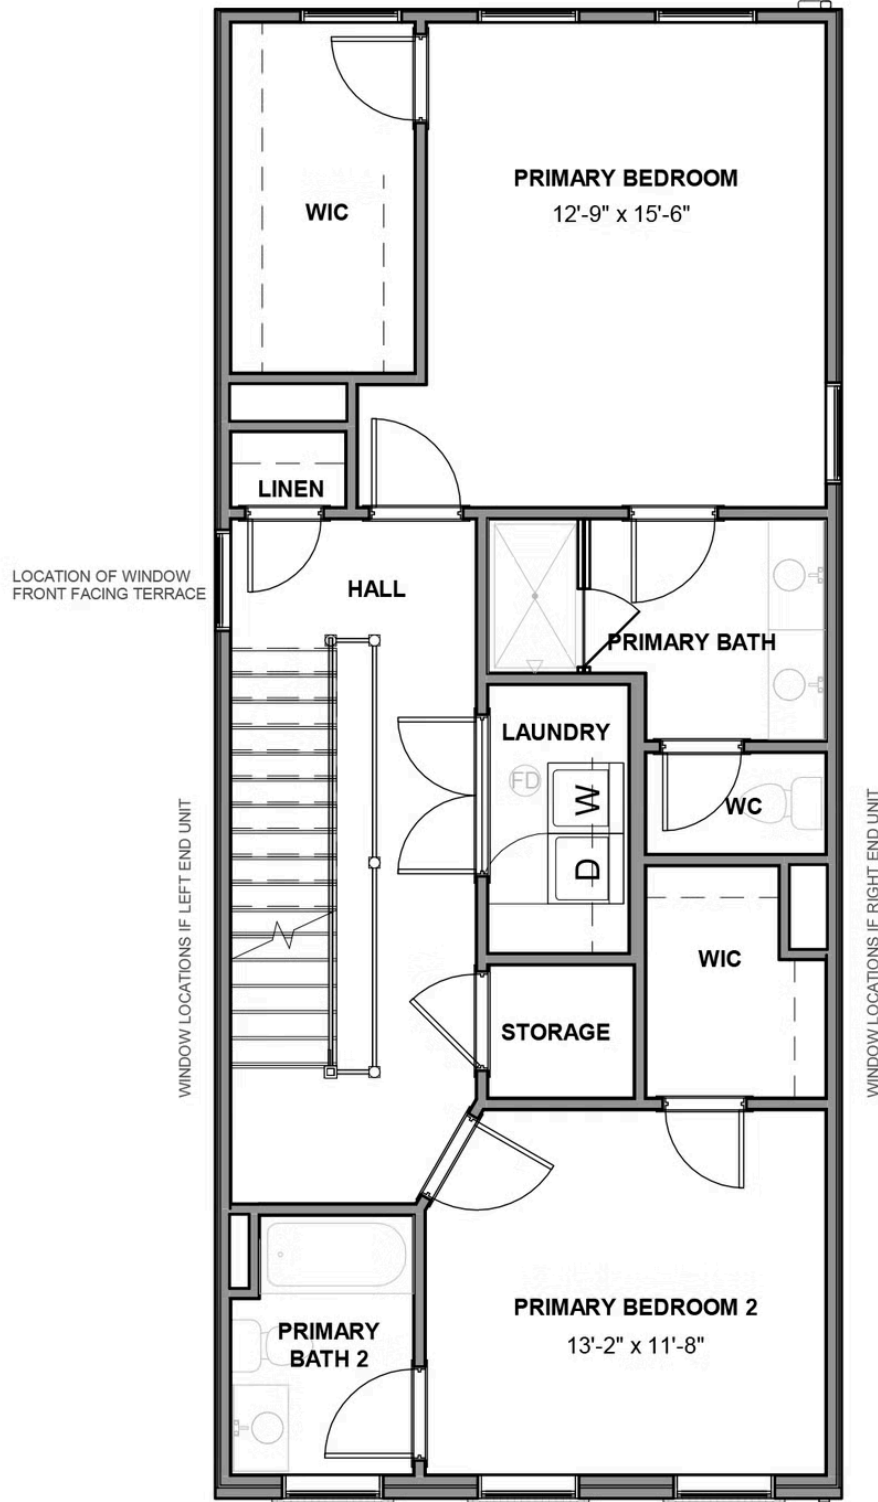 PRIMARY BEDROOM
12'-9" x 15'-6"
WIC
LINEN
LOCATION OF WINDOW
FRONT FACING TERRACE
HALL
PRIMARY BATH
LAUNDRY
FD
W
D
WC
WINDOW LOCATIONS IF LEFT END UNIT
WINDOW LOCATIONS IF RIGHT END UNIT
WIC
STORAGE
PRIMARY BEDROOM 2
13'-2" x 11'-8"
PRIMARY
BATH 2